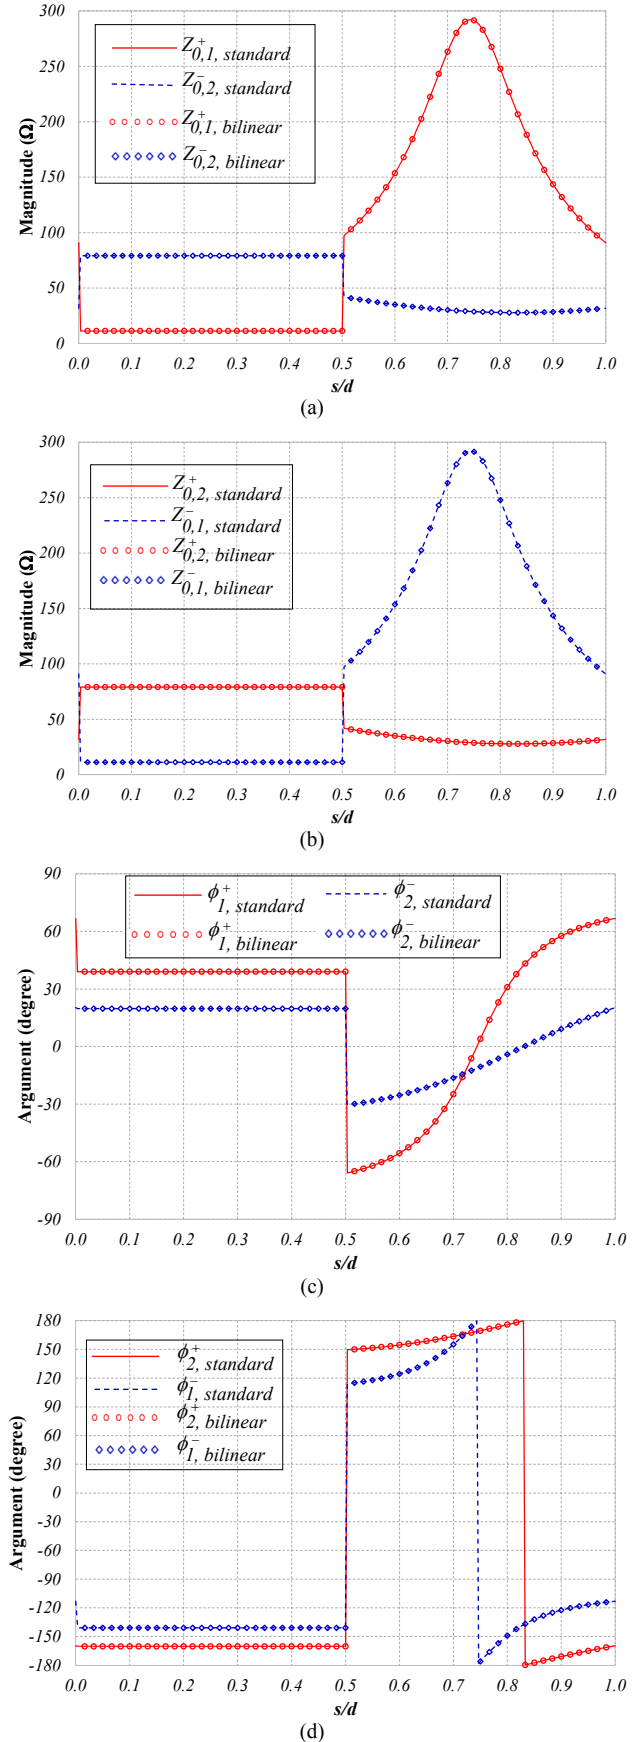 300
250
200
150
100
50
0
Magnitude (Ω)
Z⁺0,1, standard
Z⁻0,2, standard
Z⁺0,1, bilinear
Z⁻0,2, bilinear
0.0 0.1 0.2 0.3 0.4 0.5 0.6 0.7 0.8 0.9 1.0
s/d
(a)
300
250
200
150
100
50
0
Magnitude (Ω)
Z⁺0,2, standard
Z⁻0,1, standard
Z⁺0,2, bilinear
Z⁻0,1, bilinear
0.0 0.1 0.2 0.3 0.4 0.5 0.6 0.7 0.8 0.9 1.0
s/d
(b)
90
60
30
0
-30
-60
-90
Argument (degree)
ϕ⁺1, standard ϕ⁻2, standard
ϕ⁺1, bilinear ϕ⁻2, bilinear
0.0 0.1 0.2 0.3 0.4 0.5 0.6 0.7 0.8 0.9 1.0
s/d
(c)
180
150
120
90
60
30
0
-30
-60
-90
-120
-150
-180
Argument (degree)
ϕ⁺2, standard
ϕ⁻1, standard
ϕ⁺2, bilinear
ϕ⁻1, bilinear
0.0 0.1 0.2 0.3 0.4 0.5 0.6 0.7 0.8 0.9 1.0
s/d
(d)